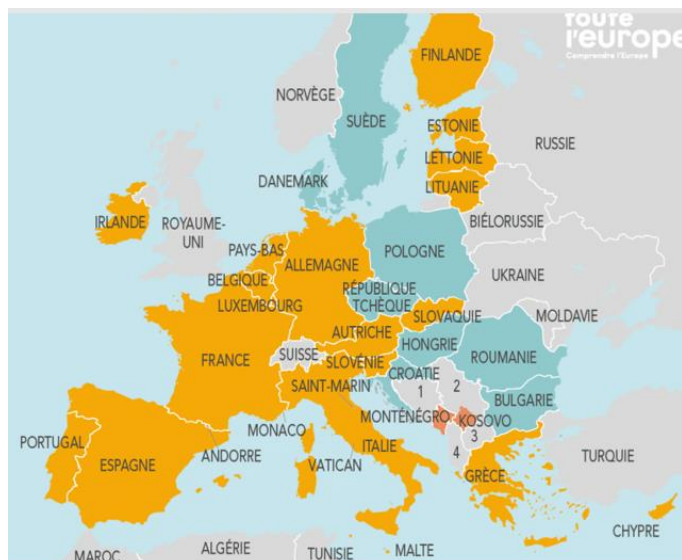 toute
l'europe
Comprendre l'Europe
FINLANDE
NORVÈGE
SUÈDE
ESTONIE
RUSSIE
LETTONIE
DANEMARK
LITUANIE
IRLANDE
ROYAUME-
UNI
BIÉLORUSSIE
PAYS-BAS
POLOGNE
ALLEMAGNE
UKRAINE
BELGIQUE
RÉPUBLIQUE
TCHÈQUE
LUXEMBOURG
SLOVAQUIE
MOLDAVIE
AUTRICHE
HONGRIE
FRANCE
SUISSE
SLOVÉNIE
ROUMANIE
CROATIE
SAINT-MARIN
1
2
BULGARIE
MONTÉNÉGRO
KOSOVO
MONACO
3
PORTUGAL
ITALIE
ANDORRE
4
TURQUIE
ESPAGNE
VATICAN
GRÈCE
CHYPRE
MAROC
ALGÉRIE
TUNISIE
MALTE